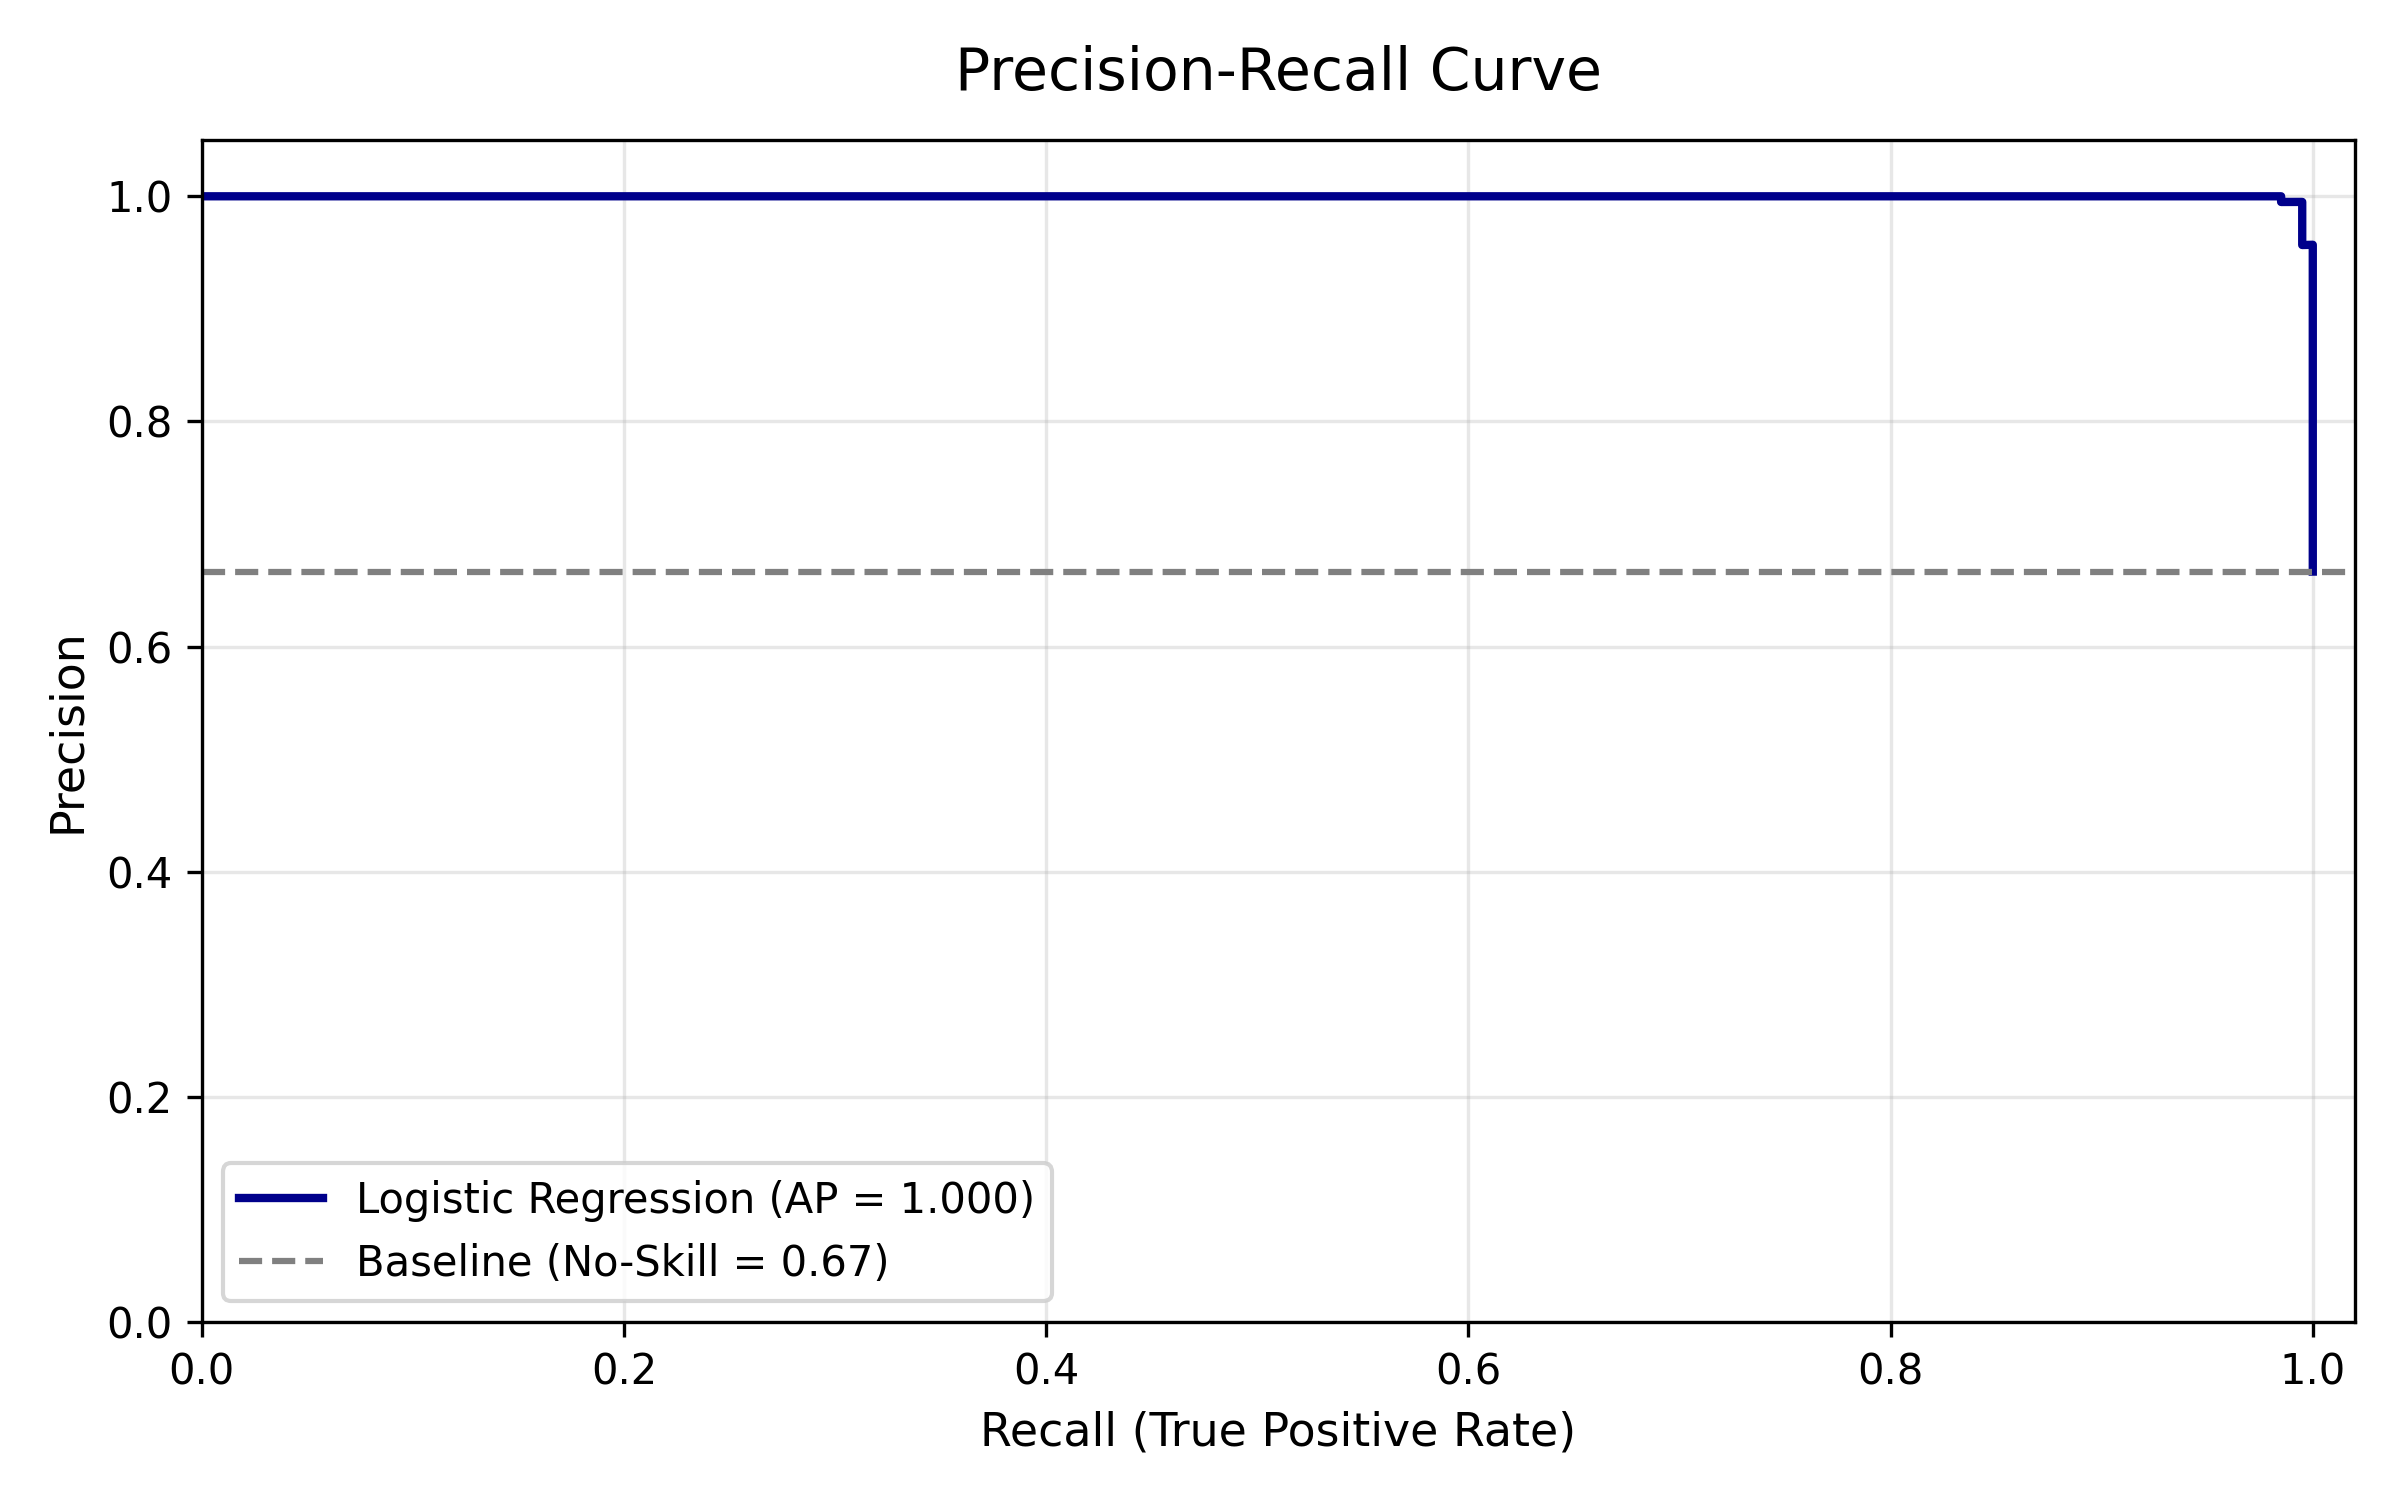 Precision-Recall Curve
1.0
0.8
0.6
0.4
0.2
0.0
Precision
Logistic Regression (AP = 1.000)
Baseline (No-Skill = 0.67)
0.0 0.2 0.4 0.6 0.8 1.0
Recall (True Positive Rate)